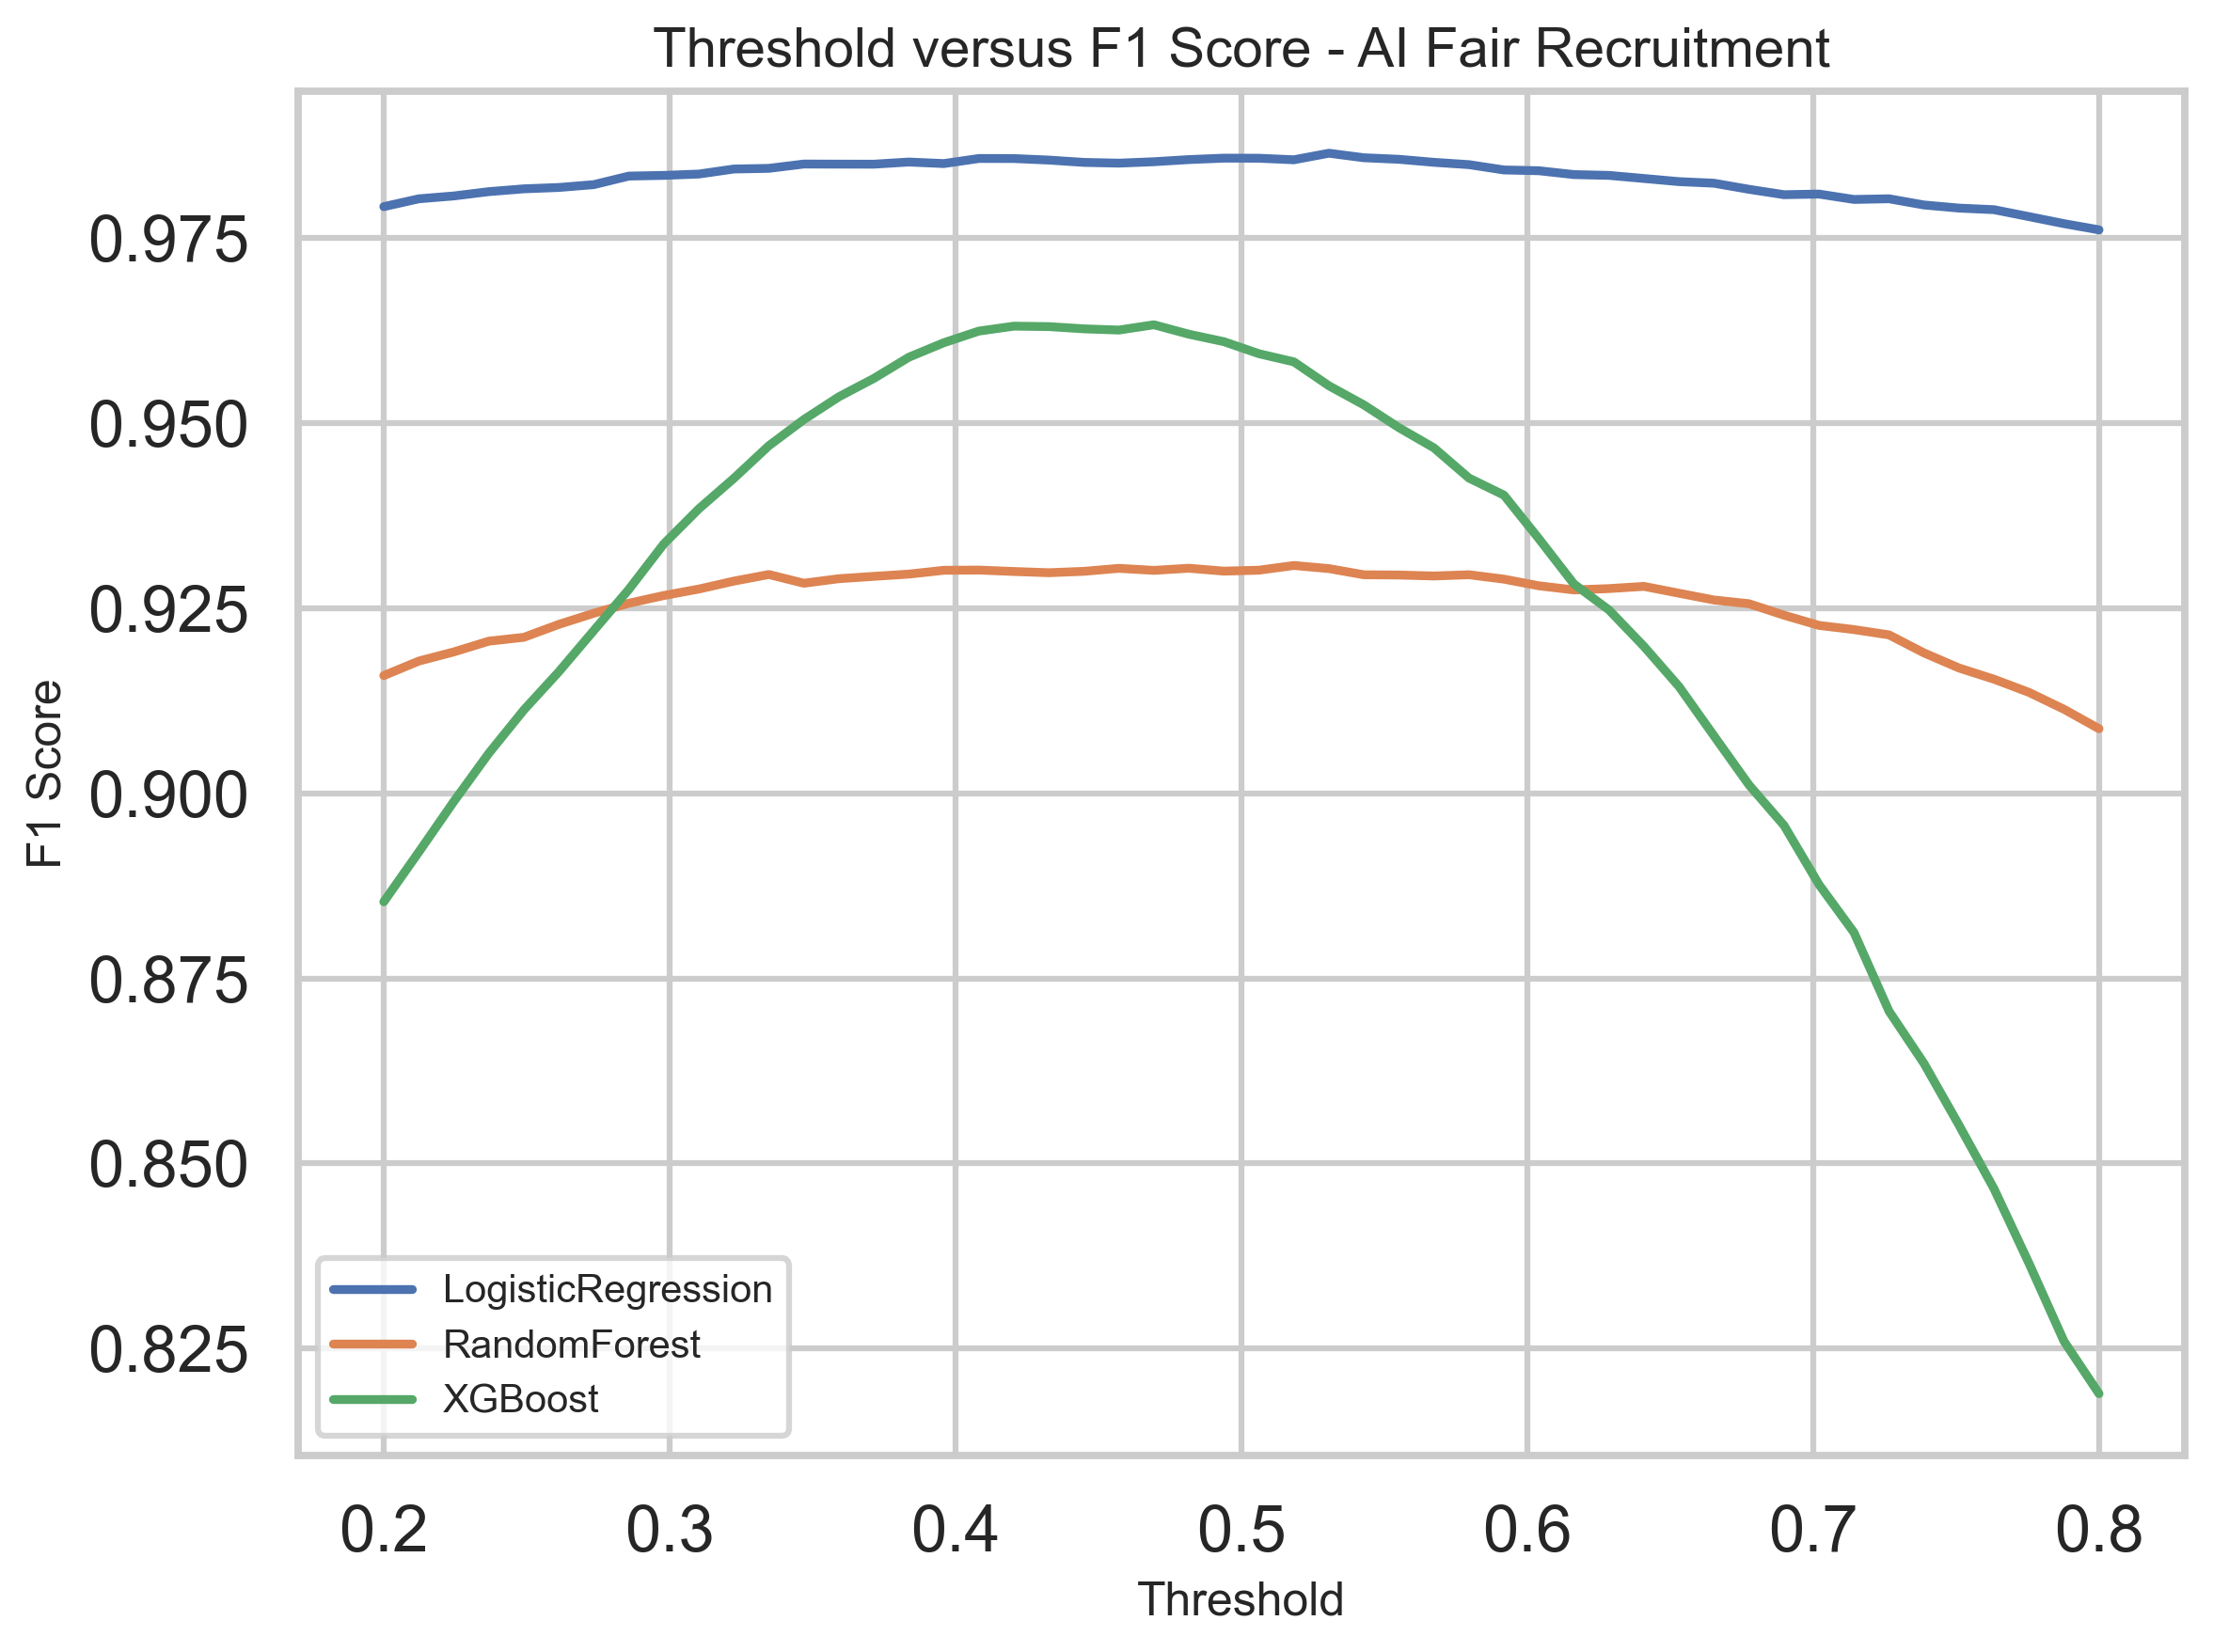 Threshold versus F1 Score - AI Fair Recruitment
0.975
0.950
0.925
0.900
0.875
0.850
0.825
F1 Score
LogisticRegression
RandomForest
XGBoost
0.2 0.3 0.4 0.5 0.6 0.7 0.8
Threshold